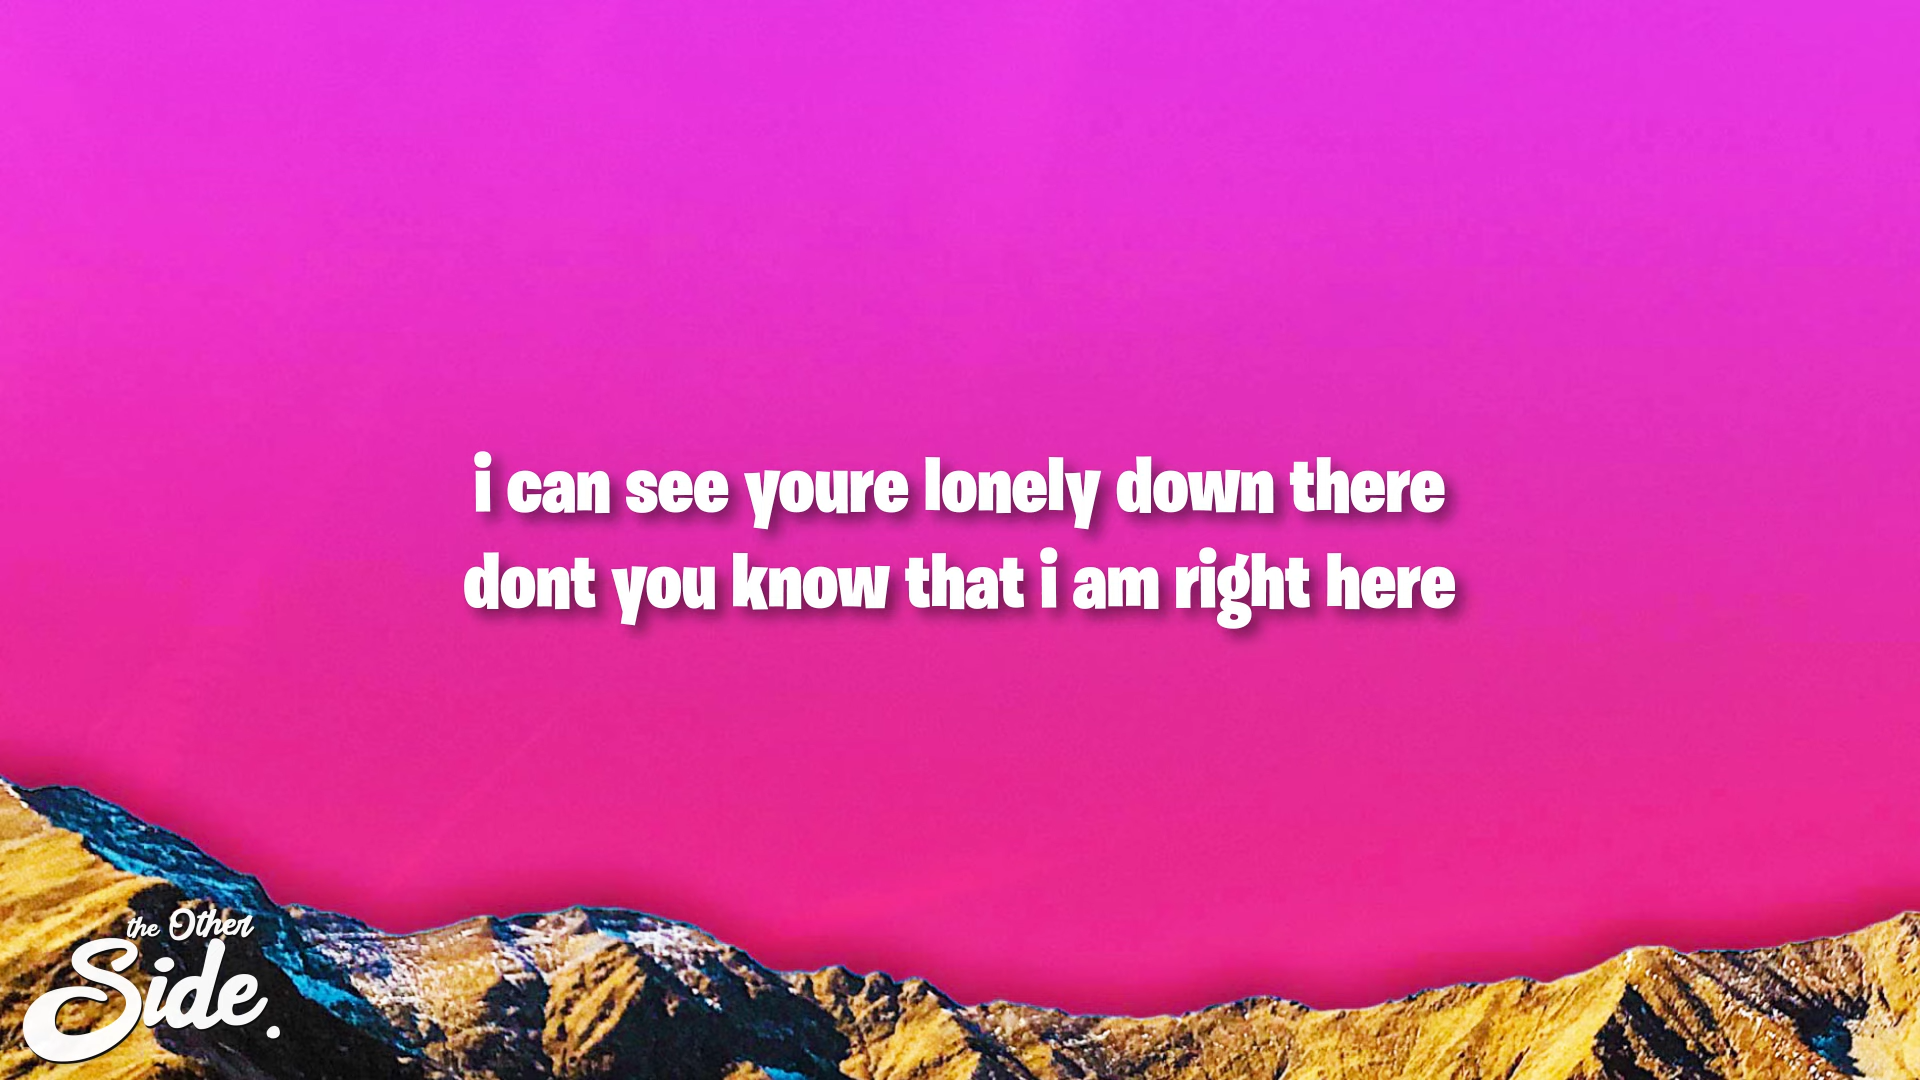 i can see youre lonely down there
dont you know that i am right here
the Other
Side.